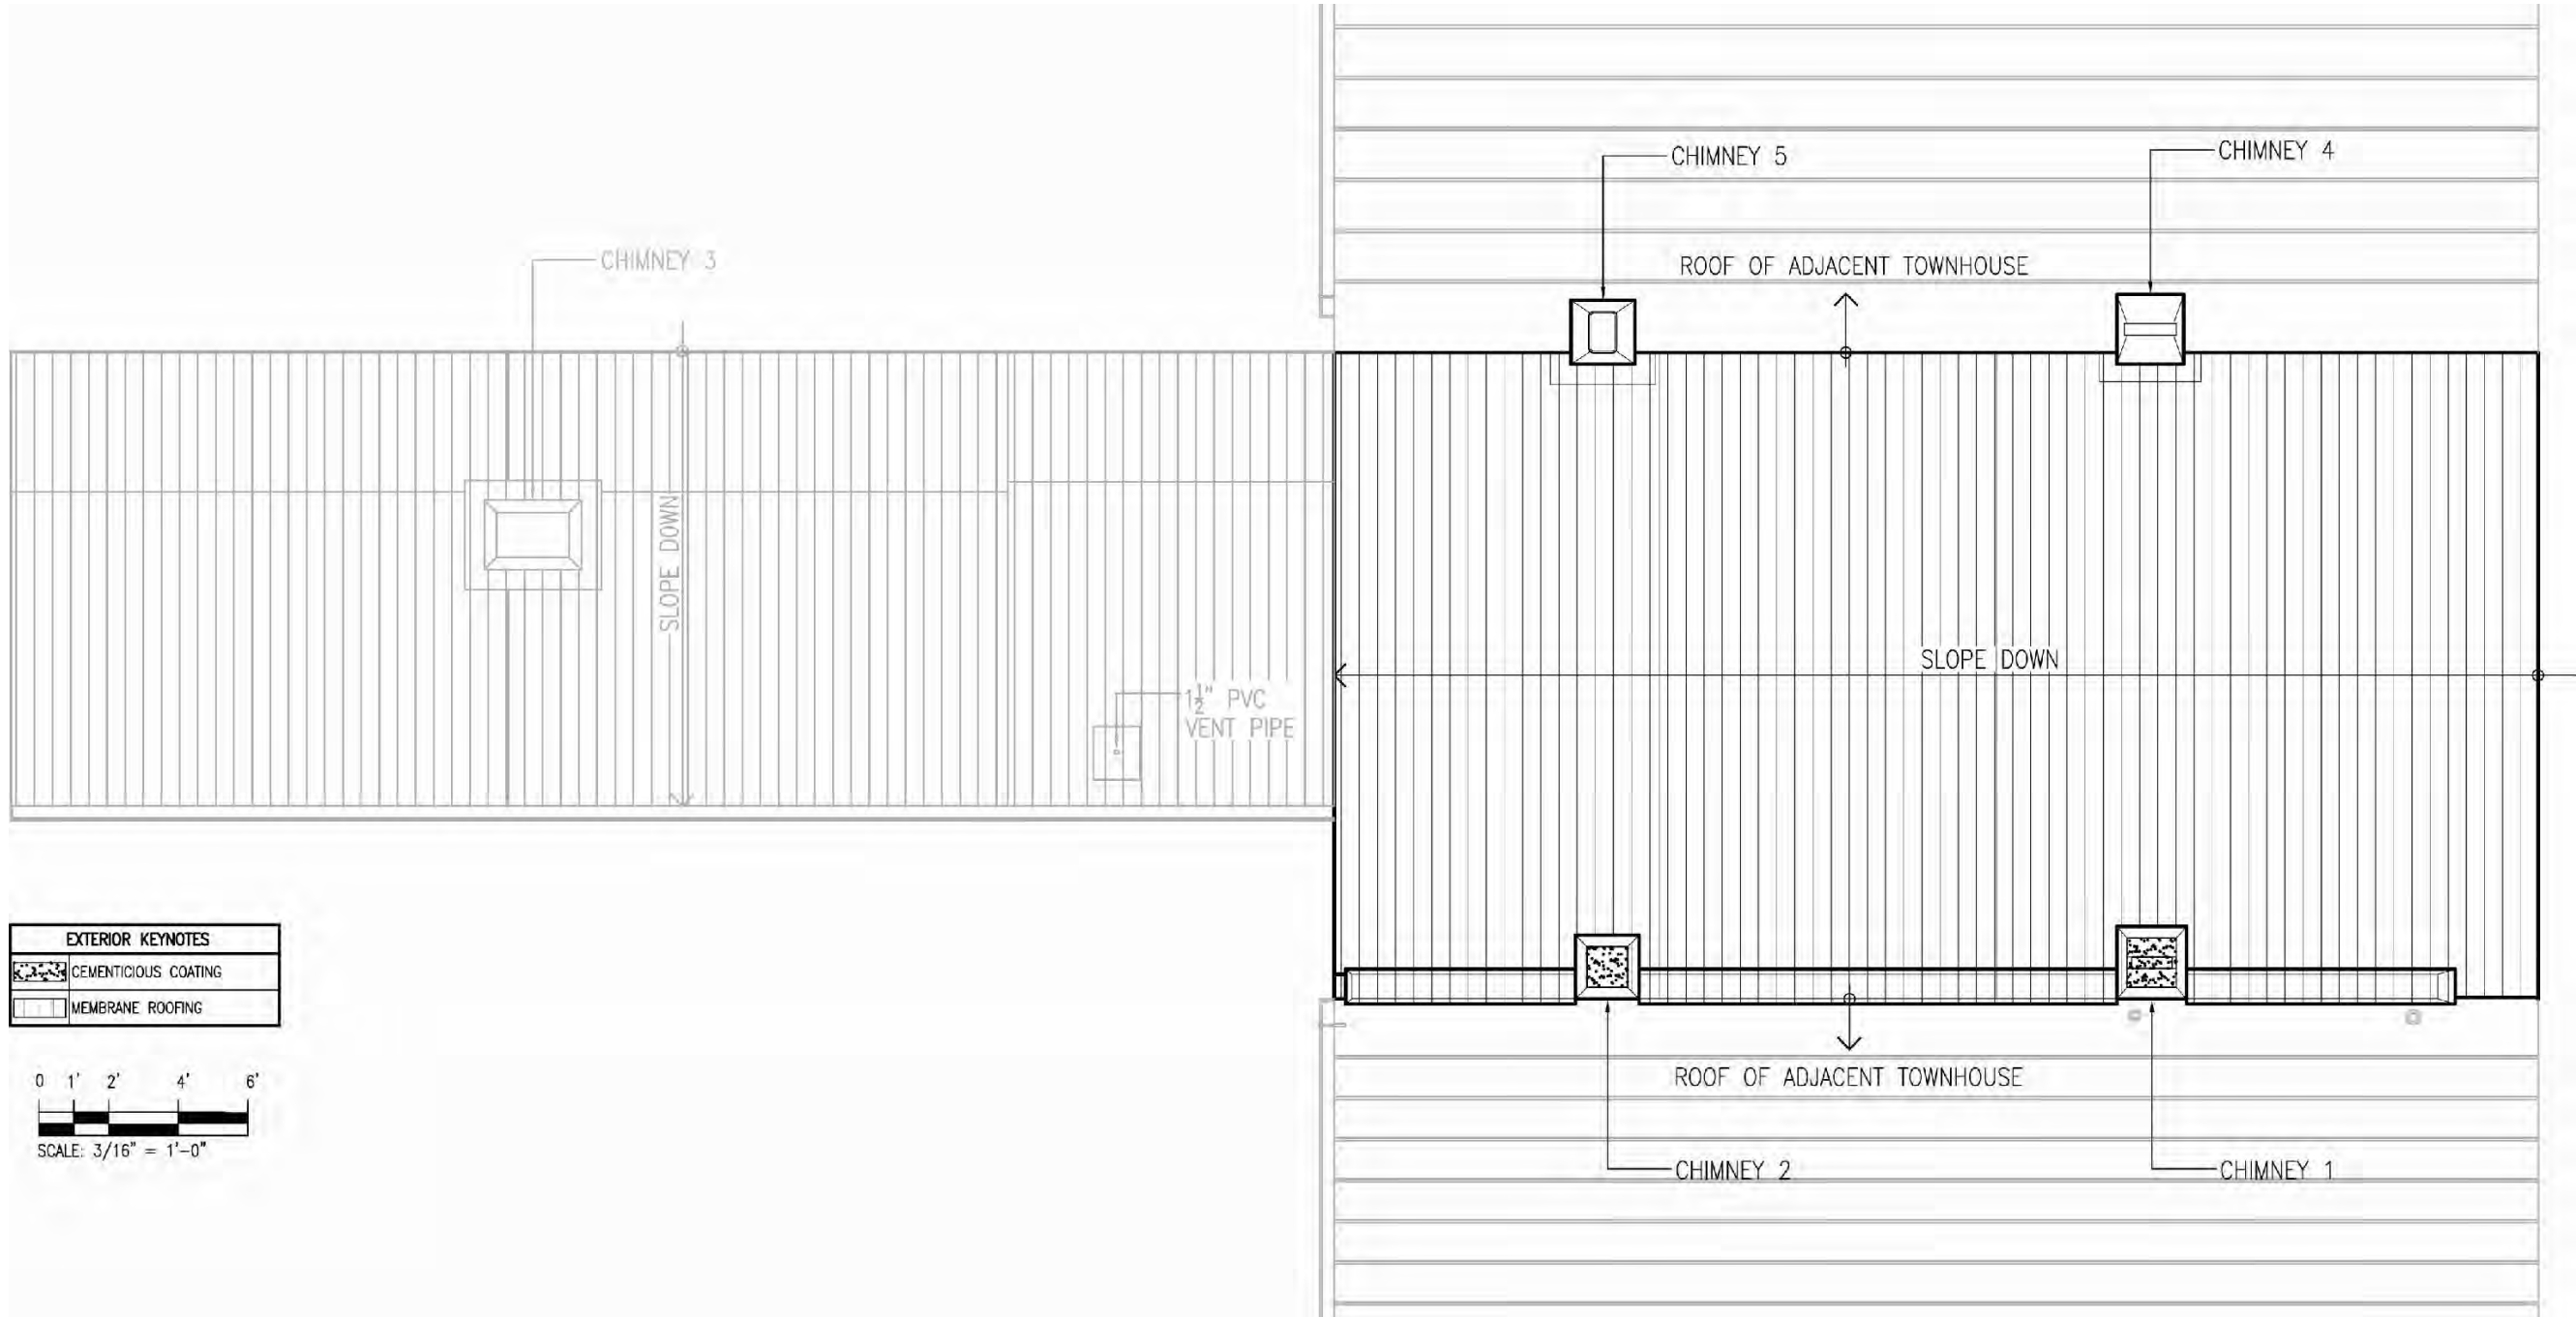 CHIMNEY 5
CHIMNEY 4
CHIMNEY 3
ROOF OF ADJACENT TOWNHOUSE
SLOPE DOWN
SLOPE DOWN
1½" PVC
VENT PIPE
EXTERIOR KEYNOTES
CEMENTICIOUS COATING
MEMBRANE ROOFING
0 1' 2' 4' 6'
SCALE: 3/16" = 1'-0"
ROOF OF ADJACENT TOWNHOUSE
CHIMNEY 2
CHIMNEY 1